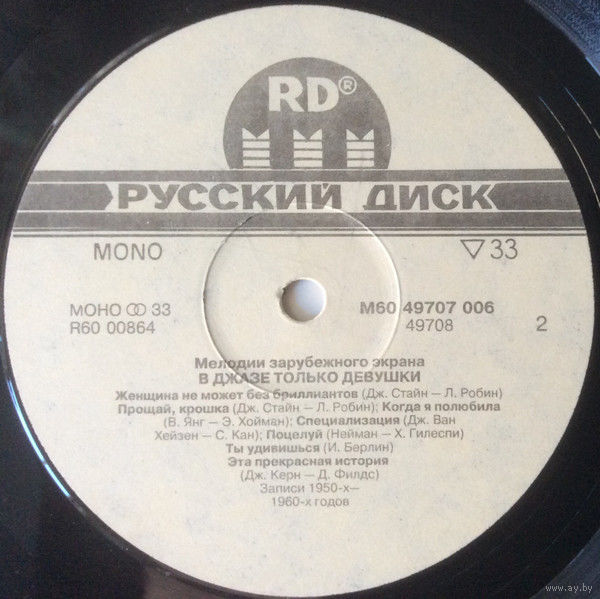 RD®
РУССКИЙ ДИСК
MONO ▽ 33
МОНО ⓪ 33 М60 49707 006
R60 00864 49708 2
Мелодии зарубежного экрана
В ДЖАЗЕ ТОЛЬКО ДЕВУШКИ
Женщина не может без бриллиантов (Дж. Стайн – Л. Робин)
Прощай, крошка (Дж. Стайн – Л. Робин); Когда я полюбила
(В. Янг – Э. Хойман); Специализация (Дж. Ван
Хейзен – С. Кан); Поцелуй (Нейман – Х. Гилеспи)
Ты удивишься (И. Берлин)
Эта прекрасная история
(Дж. Керн – Д. Филдс)
Записи 1950-х–
1960-х годов
www.ay.by